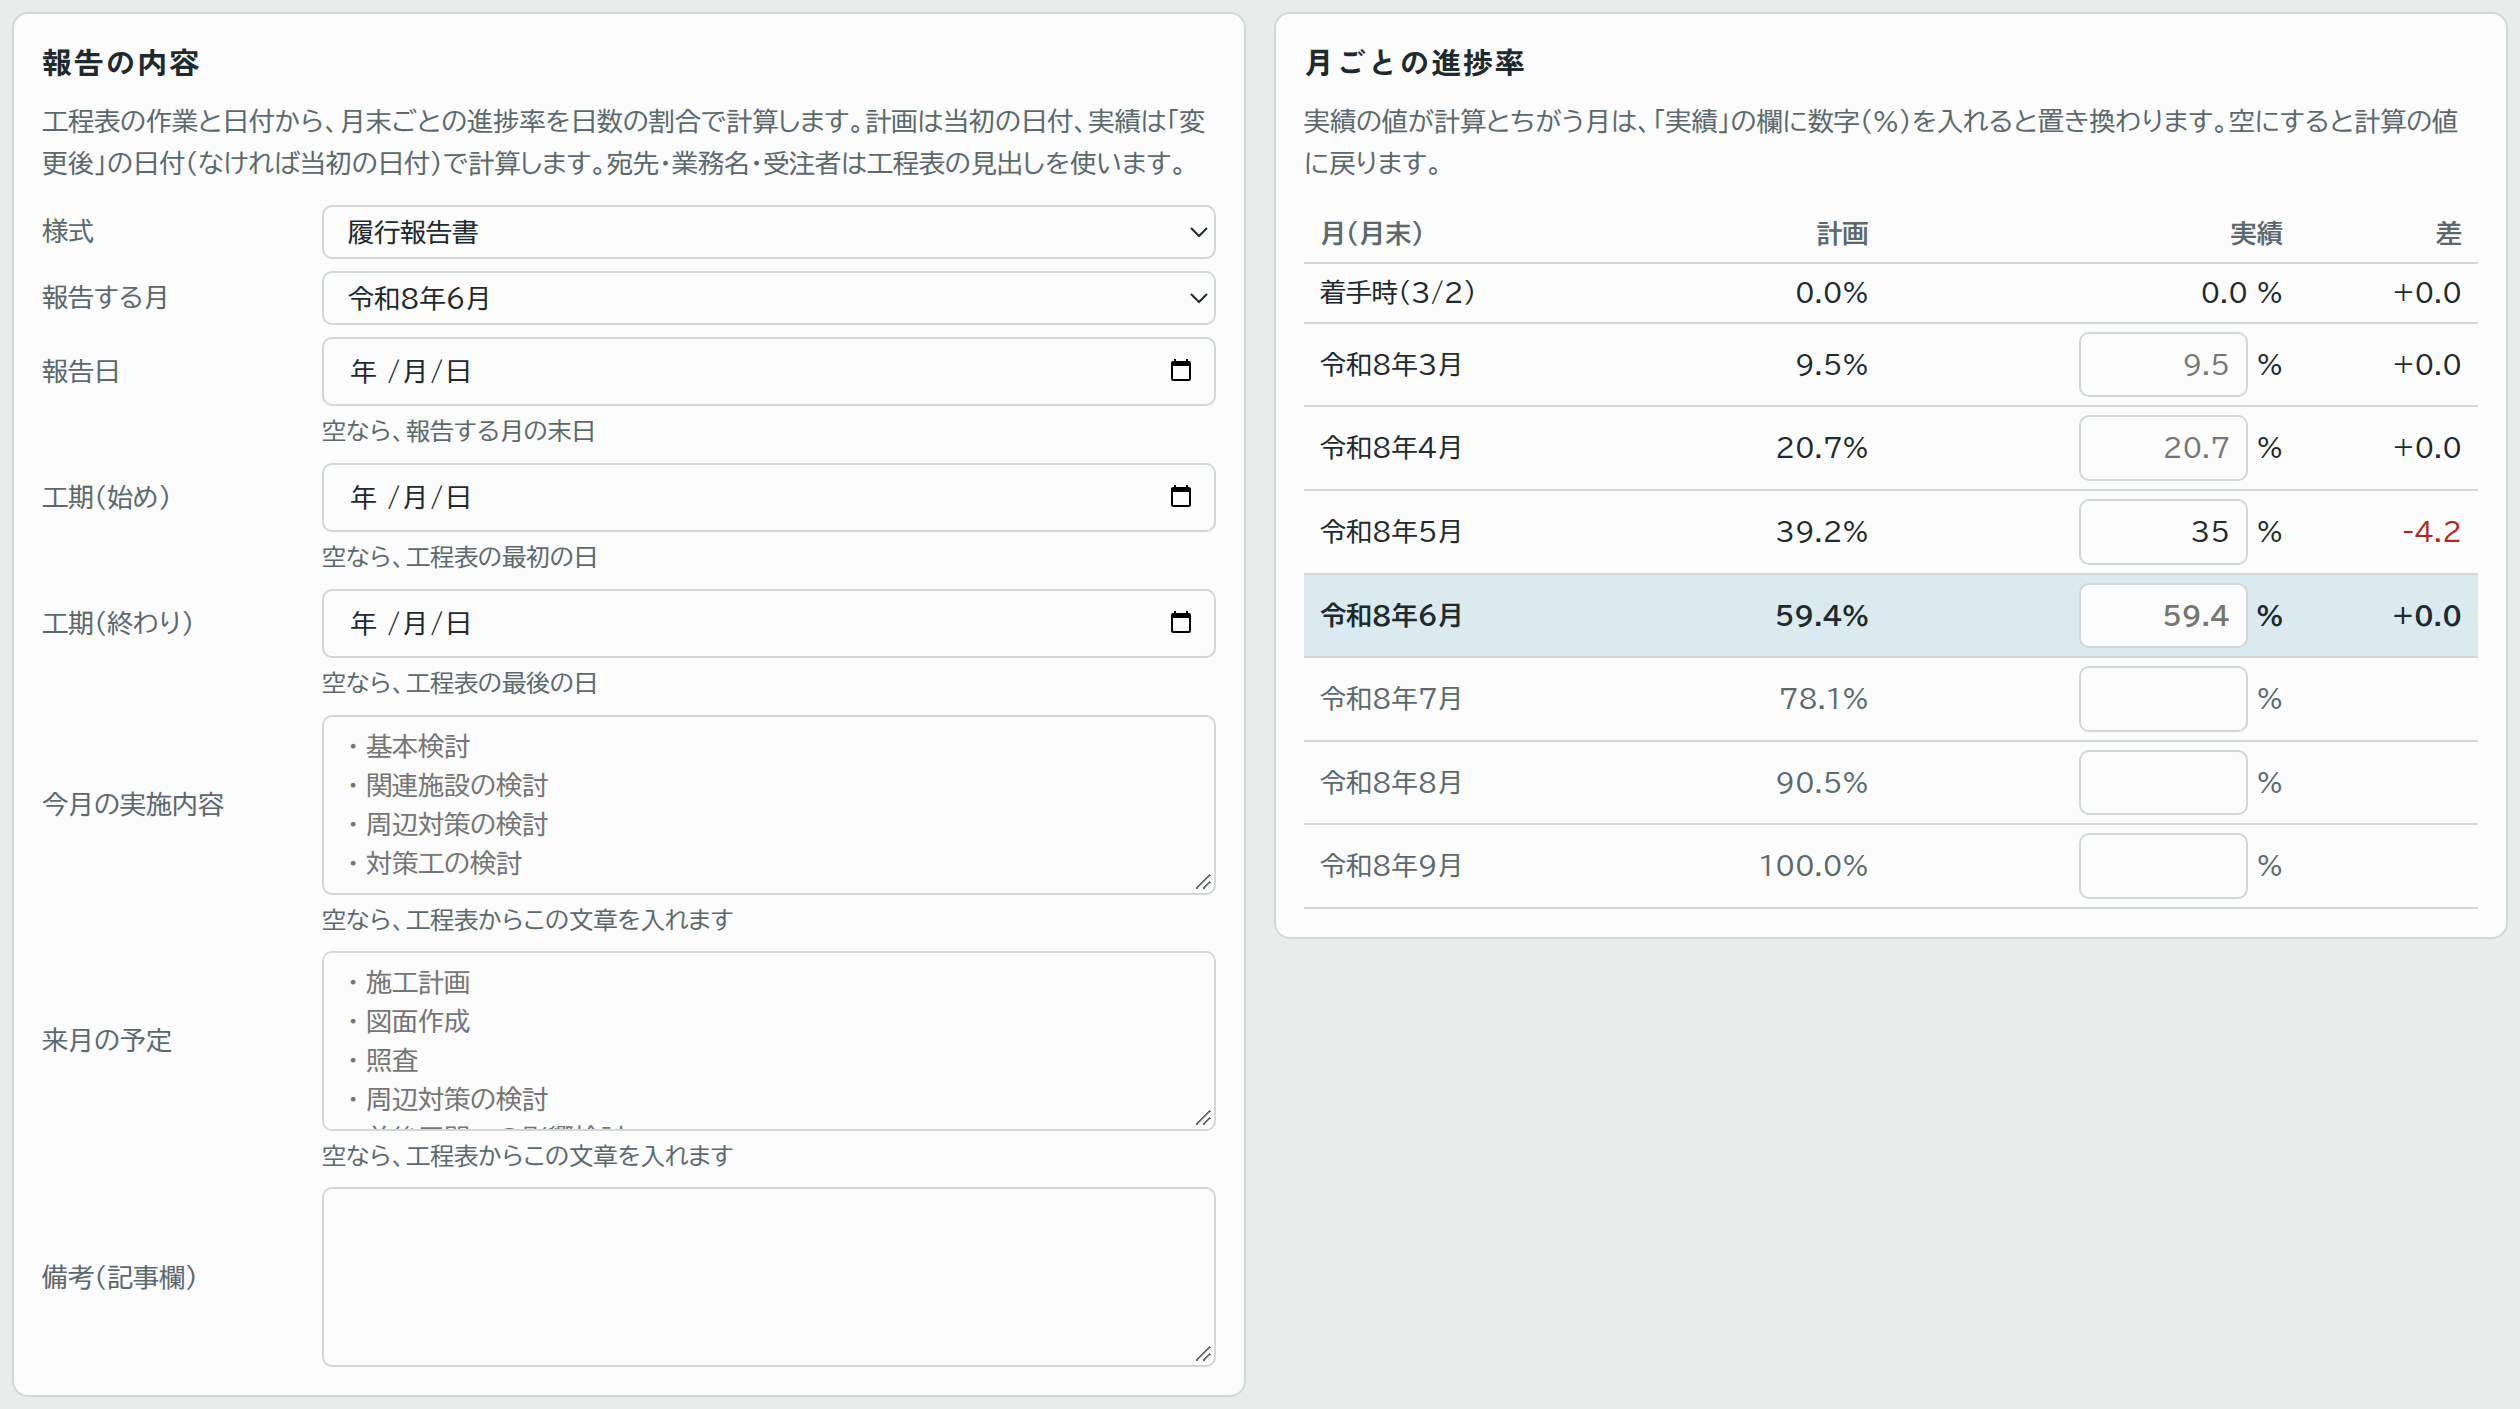 報告の内容
工程表の作業と日付から、月末ごとの進捗率を日数の割合で計算します。計画は当初の日付、実績は「変
更後」の日付(なければ当初の日付)で計算します。宛先・業務名・受注者は工程表の見出しを使います。
様式
履行報告書
報告する月
令和8年6月
報告日
年 /月/日
空なら、報告する月の末日
工期(始め)
年 /月/日
空なら、工程表の最初の日
工期(終わり)
年 /月/日
空なら、工程表の最後の日
今月の実施内容
・基本検討
・関連施設の検討
・周辺対策の検討
・対策工の検討
空なら、工程表からこの文章を入れます
来月の予定
・施工計画
・図面作成
・照査
・周辺対策の検討
空なら、工程表からこの文章を入れます
備考(記事欄)
月ごとの進捗率
実績の値が計算とちがう月は、「実績」の欄に数字(%)を入れると置き換わります。空にすると計算の値
に戻ります。
月(月末) 計画 実績 差
着手時(3/2) 0.0% 0.0 % +0.0
令和8年3月 9.5% 9.5 % +0.0
令和8年4月 20.7% 20.7 % +0.0
令和8年5月 39.2% 35 % -4.2
令和8年6月 59.4% 59.4 % +0.0
令和8年7月 78.1% %
令和8年8月 90.5% %
令和8年9月 100.0% %